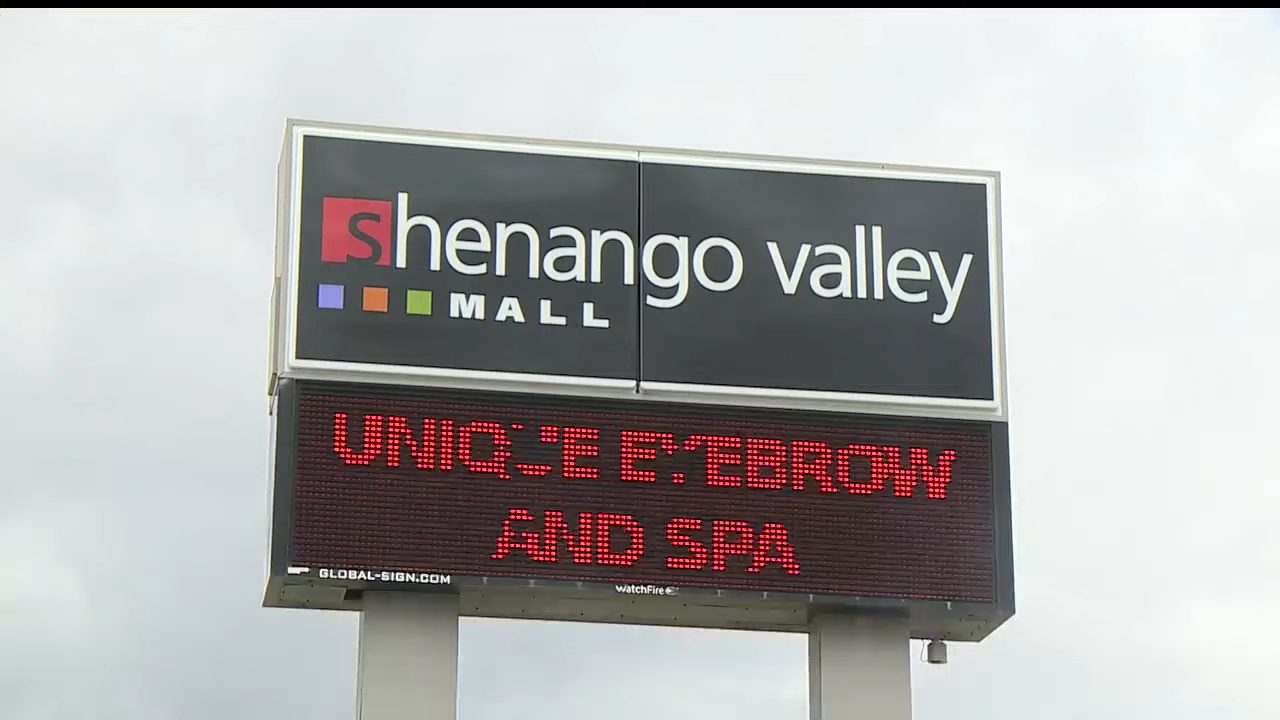 shenango valley
MALL
UNIQUE EYEBROW
AND SPA
GLOBAL-SIGN.COM
watchFire